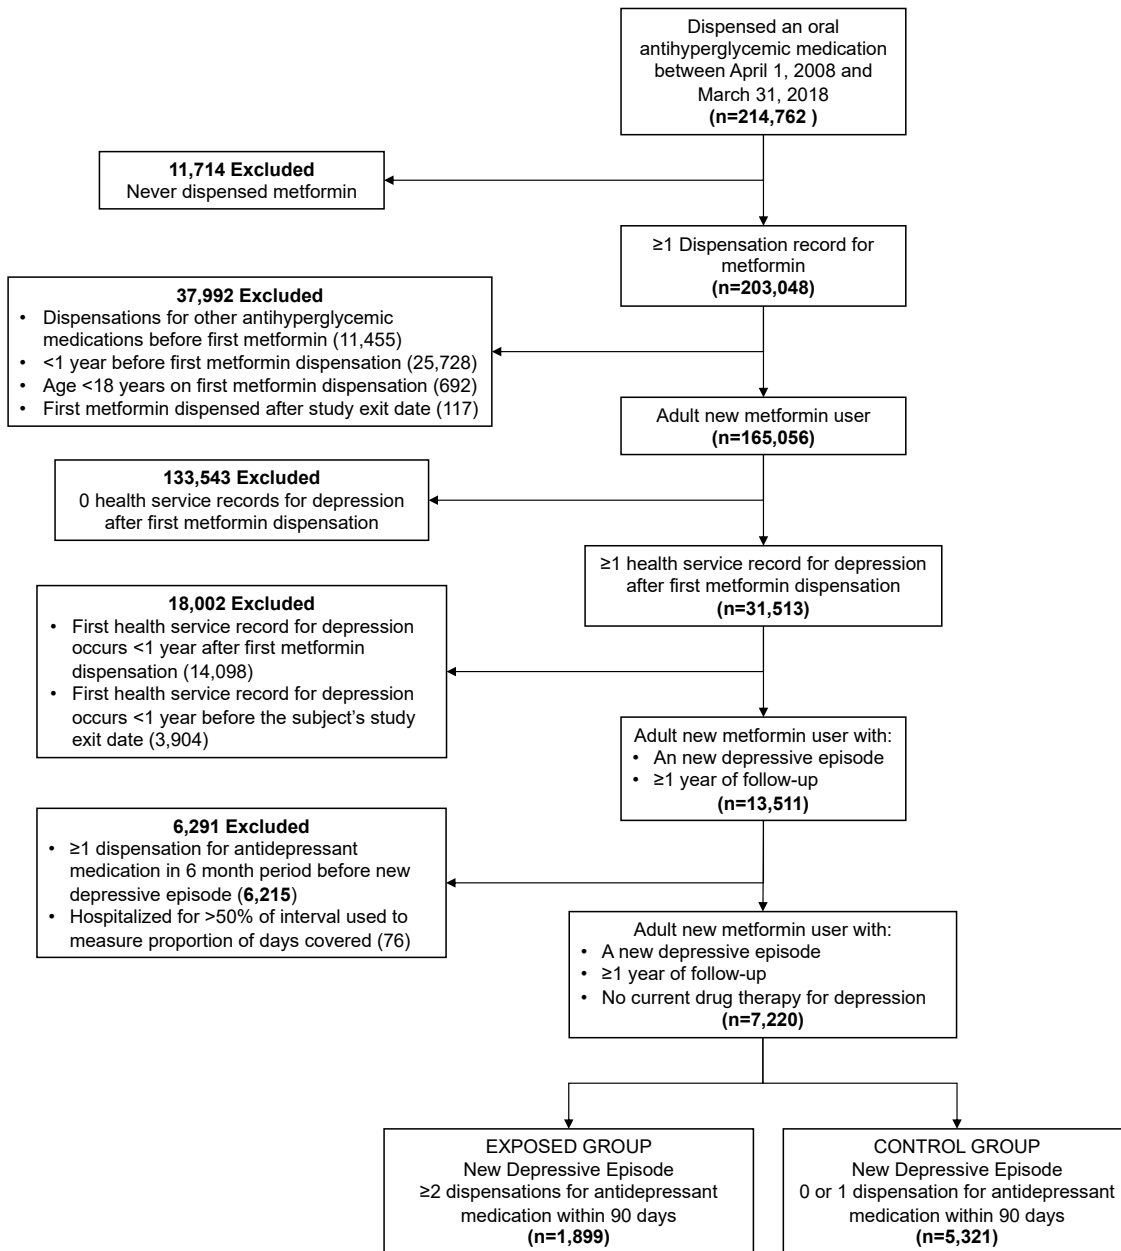 Dispensed an oral
antihyperglycemic medication
between April 1, 2008 and
March 31, 2018
(n=214,762 )
11,714 Excluded
Never dispensed metformin
≥1 Dispensation record for
metformin
(n=203,048)
37,992 Excluded
• Dispensations for other antihyperglycemic
medications before first metformin (11,455)
• <1 year before first metformin dispensation (25,728)
• Age <18 years on first metformin dispensation (692)
• First metformin dispensed after study exit date (117)
Adult new metformin user
(n=165,056)
133,543 Excluded
0 health service records for depression
after first metformin dispensation
≥1 health service record for depression
after first metformin dispensation
(n=31,513)
18,002 Excluded
• First health service record for depression
occurs <1 year after first metformin
dispensation (14,098)
• First health service record for depression
occurs <1 year before the subject’s study
exit date (3,904)
Adult new metformin user with:
• An new depressive episode
• ≥1 year of follow-up
(n=13,511)
6,291 Excluded
• ≥1 dispensation for antidepressant
medication in 6 month period before new
depressive episode (6,215)
• Hospitalized for >50% of interval used to
measure proportion of days covered (76)
Adult new metformin user with:
• A new depressive episode
• ≥1 year of follow-up
• No current drug therapy for depression
(n=7,220)
EXPOSED GROUP
New Depressive Episode
≥2 dispensations for antidepressant
medication within 90 days
(n=1,899)
CONTROL GROUP
New Depressive Episode
0 or 1 dispensation for antidepressant
medication within 90 days
(n=5,321)